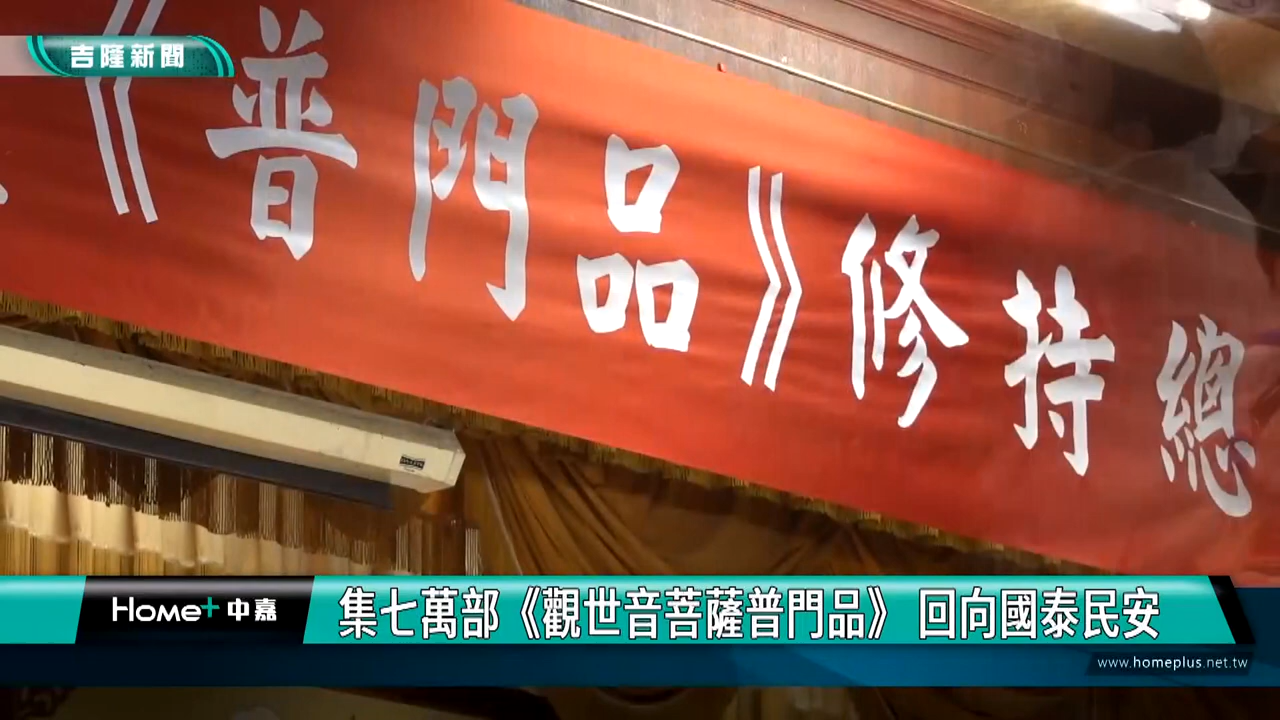 吉隆新聞
《普門品》修持總
Home+中嘉
集七萬部《觀世音菩薩普門品》 回向國泰民安
www.homeplus.net.tw